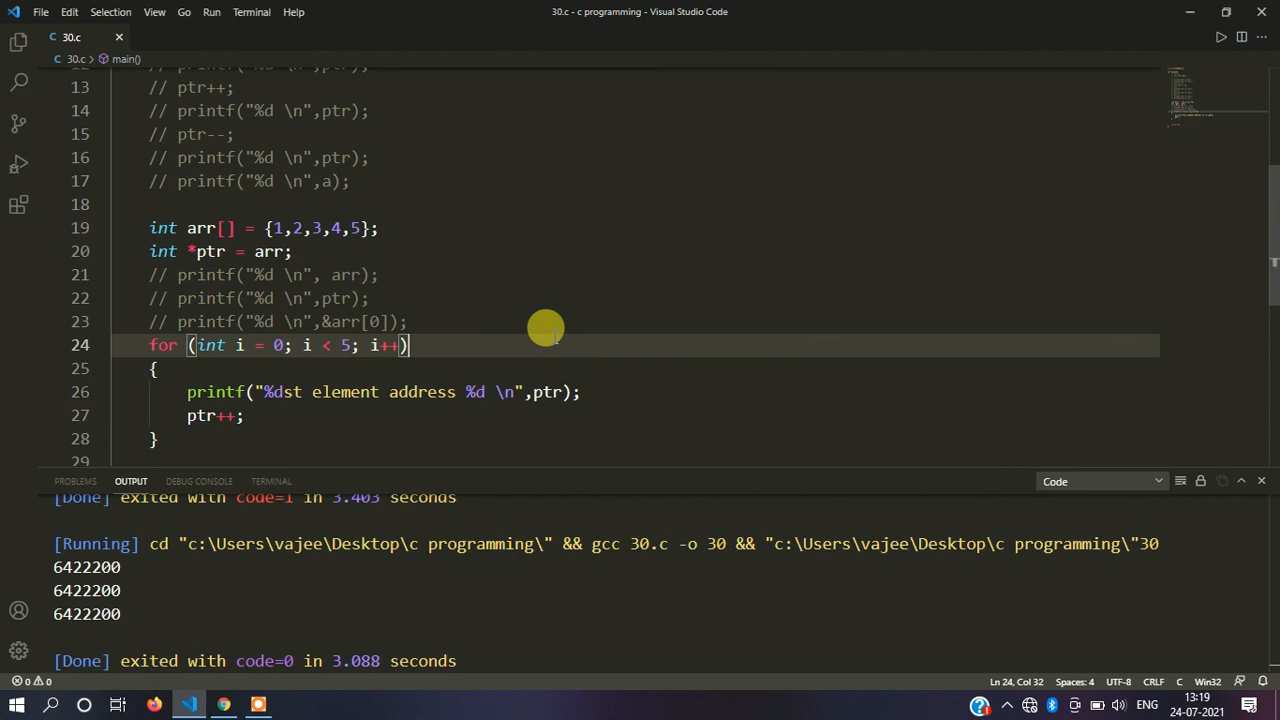 File Edit Selection View Go Run Terminal Help
30.c - c programming - Visual Studio Code
30.c
30.c > main()
12 // printf("%d \n",ptr);
13 // ptr++;
14 // printf("%d \n",ptr);
15 // ptr--;
16 // printf("%d \n",ptr);
17 // printf("%d \n",a);
18
19 int arr[] = {1,2,3,4,5};
20 int *ptr = arr;
21 // printf("%d \n", arr);
22 // printf("%d \n",ptr);
23 // printf("%d \n",&arr[0]);
24 for (int i = 0; i < 5; i++)
25 {
26 printf("%dst element address %d \n",ptr);
27 ptr++;
28 }
29
PROBLEMS OUTPUT DEBUG CONSOLE TERMINAL
Code
[Done] exited with code=1 in 3.403 seconds
[Running] cd "c:\Users\vajee\Desktop\c programming\" && gcc 30.c -o 30 && "c:\Users\vajee\Desktop\c programming\"30
6422200
6422200
6422200
[Done] exited with code=0 in 3.088 seconds
0 0
Ln 24, Col 32 Spaces: 4 UTF-8 CRLF C Win32
ENG
13:19
24-07-2021